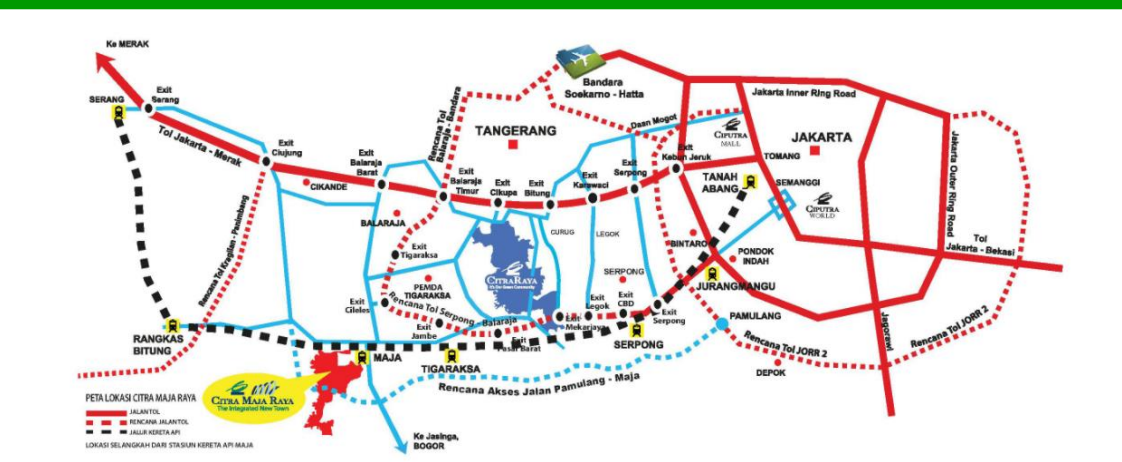 Ke MERAK
SERANG
Exit
Serang
Tol Jakarta - Merak
Exit
Ciujung
CIKANDE
Exit
Balaraja
Barat
BALARAJA
Rencana Tol
Balaraja - Bandara
Exit
Balaraja
Timur
TANGERANG
Exit
Cikupa
Exit
Bitung
Exit
Karawaci
Exit
Serpong
Bandara
Soekarno - Hatta
Daan Mogot
Exit
Kebun Jeruk
Jakarta Inner Ring Road
CIPUTRA
MALL
JAKARTA
TOMANG
TANAH
ABANG
SEMANGGI
CIPUTRA
WORLD
Jakarta Outer Ring Road
Tol
Jakarta - Bekasi
Rencana Tol Kragilan - Panimbang
Exit
Tigaraksa
PEMDA
TIGARAKSA
CITRARAYA
CURUG
LEGOK
SERPONG
BINTARO
PONDOK
INDAH
JURANGMANGU
PAMULANG
Exit
Cileles
Rencana Tol Serpong - Balaraja
Exit
Jambe
Exit
Pasar Barat
Exit
Mekarjaya
Exit
Legok
Exit
CBD
Exit
Serpong
SERPONG
RANGKAS
BITUNG
MAJA
TIGARAKSA
Rencana Akses Jalan Pamulang - Maja
Rencana Tol JORR 2
DEPOK
Jagorawi
Rencana Tol JORR 2
CITRA MAJA RAYA
The Integrated New Town
Ke Jasinga,
BOGOR
PETA LOKASI CITRA MAJA RAYA
JALAN TOL
RENCANA JALAN TOL
JALUR KERETA API
LOKASI SELANGKAH DARI STASIUN KERETA API MAJA